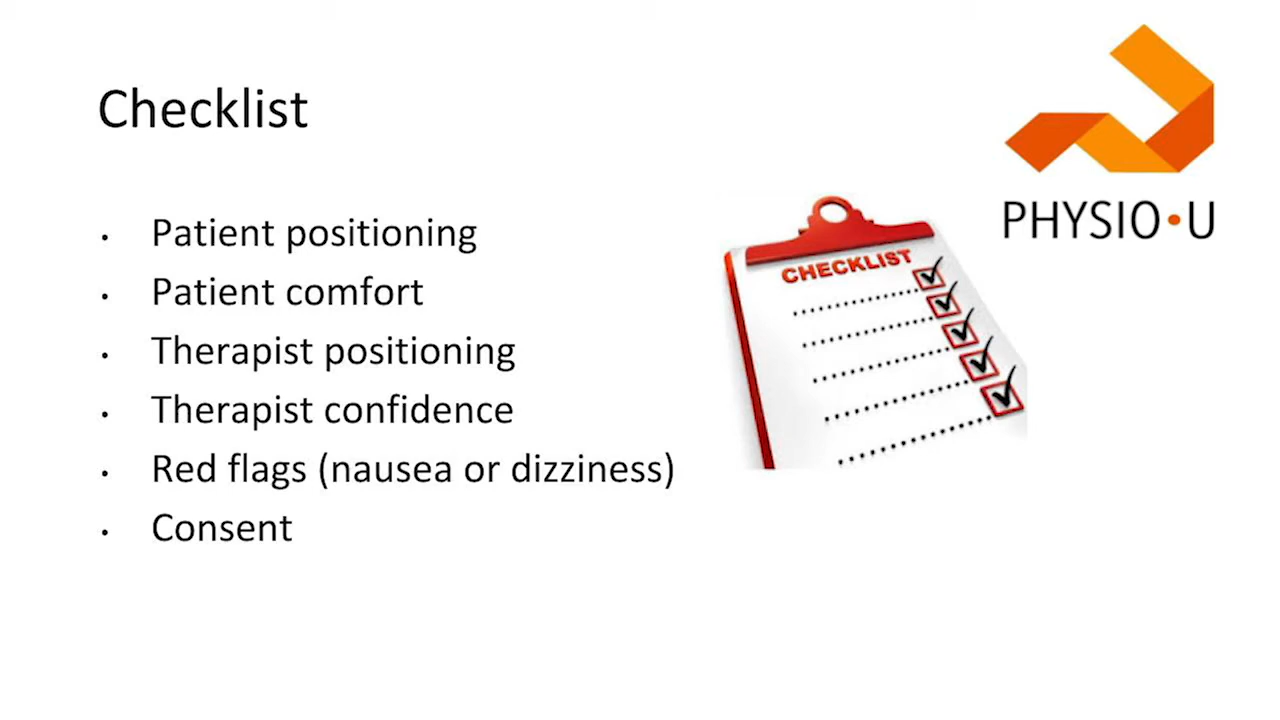 Checklist
• Patient positioning
• Patient comfort
• Therapist positioning
• Therapist confidence
• Red flags (nausea or dizziness)
• Consent
CHECKLIST
PHYSIO•U